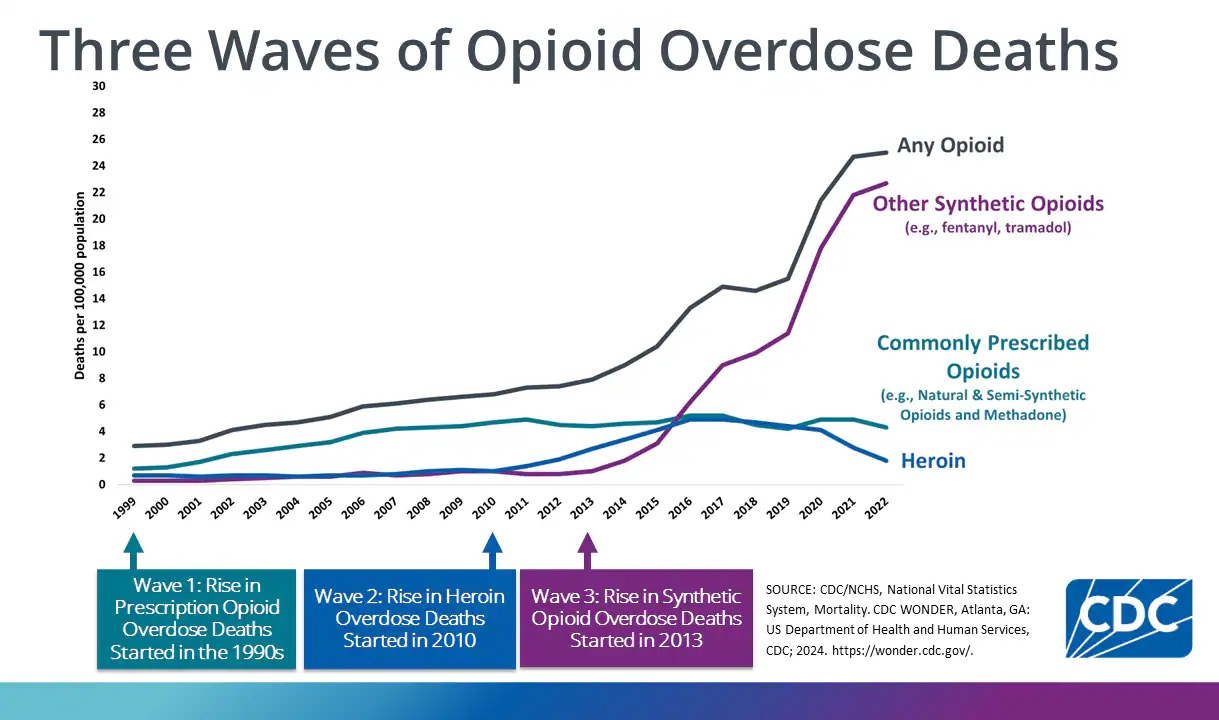 Three Waves of Opioid Overdose Deaths
30
28
26
24
22
20
18
16
14
12
10
8
6
4
2
0
Deaths per 100,000 population
Any Opioid
Other Synthetic Opioids
(e.g., fentanyl, tramadol)
Commonly Prescribed
Opioids
(e.g., Natural & Semi-Synthetic
Opioids and Methadone)
Heroin
1999 2000 2001 2002 2003 2004 2005 2006 2007 2008 2009 2010 2011 2012 2013 2014 2015 2016 2017 2018 2019 2020 2021 2022
Wave 1: Rise in
Prescription Opioid
Overdose Deaths
Started in the 1990s
Wave 2: Rise in Heroin
Overdose Deaths
Started in 2010
Wave 3: Rise in Synthetic
Opioid Overdose Deaths
Started in 2013
SOURCE: CDC/NCHS, National Vital Statistics
System, Mortality. CDC WONDER, Atlanta, GA:
US Department of Health and Human Services,
CDC; 2024. https://wonder.cdc.gov/.
CDC